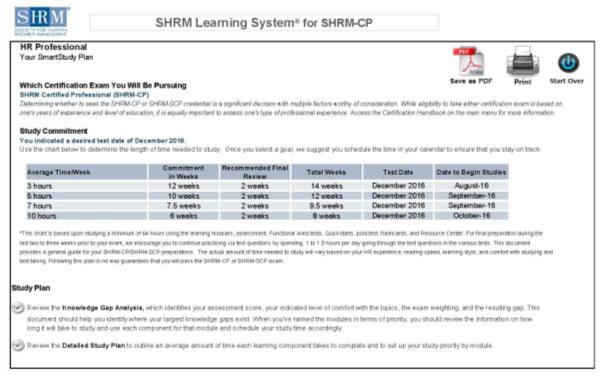 SHRM
SOCIETY FOR HUMAN
RESOURCE MANAGEMENT
SHRM Learning System® for SHRM-CP
HR Professional
Your SmartStudy Plan
Save as PDF
Print
Start Over
Which Certification Exam You Will Be Pursuing
SHRM Certified Professional (SHRM-CP)
Determining whether to seek the SHRM-CP or SHRM-SCP credential is a significant decision with multiple factors worthy of consideration. While eligibility to take either certification exam is based on
one's years of experience and level of education, it is equally important to assess one's type of professional experience. Access the Certification Handbook on the main menu for more information.
Study Commitment
You indicated a desired test date of December 2016.
Use the chart below to determine the length of time needed to study. Once you select a goal, we suggest you schedule the time in your calendar to ensure that you stay on track.
Average Time/Week Commitment in Weeks Recommended Final Review Total Weeks Test Date Date to Begin Studies
3 hours 12 weeks 2 weeks 14 weeks December 2016 August-16
5 hours 10 weeks 2 weeks 12 weeks December 2016 September-16
7 hours 7.5 weeks 2 weeks 9.5 weeks December 2016 September-16
10 hours 6 weeks 2 weeks 8 weeks December 2016 October-16
*This chart is based upon studying a minimum of 64 hours using the learning modules, assessment, Functional Area tests, Quickstarts, post-test, flashcards, and Resource Center. For final preparation during the
last two to three weeks prior to your exam, we encourage you to continue practicing via test questions by spending 1 to 1.5 hours per day going through the test questions in the various tests. This document
provides a general guide for your SHRM-CP/SHRM-SCP preparations. The actual amount of time needed to study will vary based on your HR experience, reading speed, learning style, and comfort with studying and
test taking. Following this plan in no way guarantees that you will pass the SHRM-CP or SHRM-SCP exam.
Study Plan
Review the Knowledge Gap Analysis, which identifies your assessment score, your indicated level of comfort with the topics, the exam weighting, and the resulting gap. This
document should help you identify where your largest knowledge gaps exist. When you've ranked the modules in terms of priority, you should review the information on how
long it will take to study and use each component for that module and schedule your study time accordingly.
Review the Detailed Study Plan to outline an average amount of time each learning component takes to complete and to set up your study priority by module.